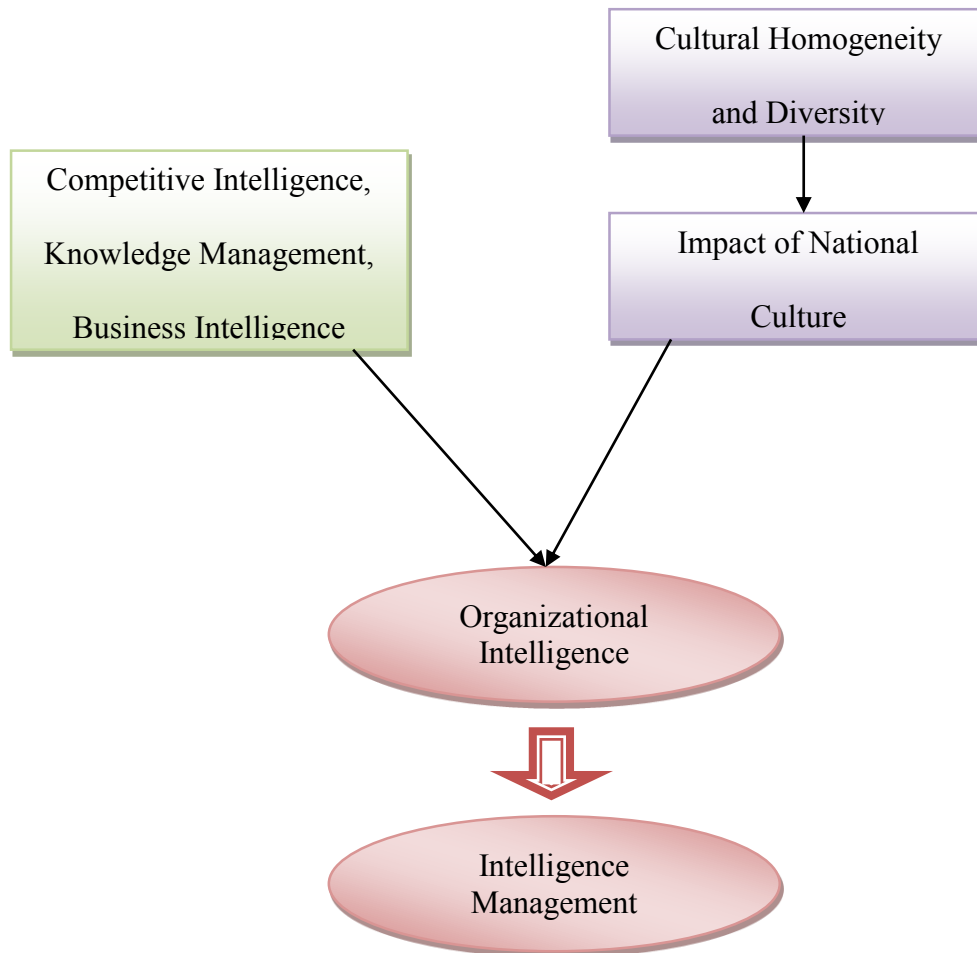 Cultural Homogeneity
and Diversity
Competitive Intelligence,
Knowledge Management,
Business Intelligence
Impact of National
Culture
Organizational
Intelligence
Intelligence
Management